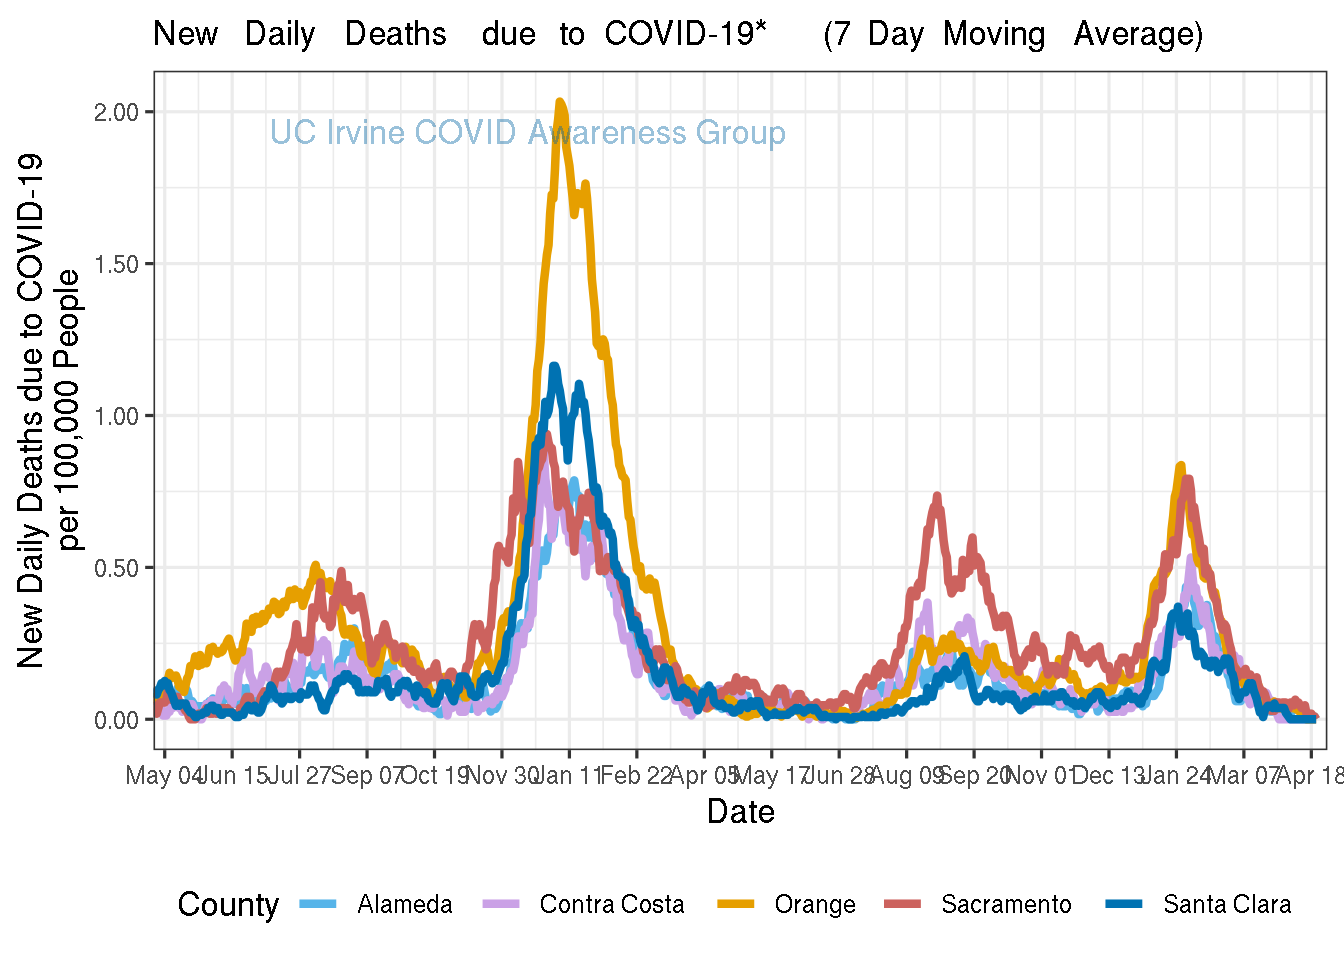 New Daily Deaths due to COVID-19* (7 Day Moving Average)
UC Irvine COVID Awareness Group
New Daily Deaths due to COVID-19
per 100,000 People
2.00
1.50
1.00
0.50
0.00
May 04 Jun 15 Jul 27 Sep 07 Oct 19 Nov 30 Jan 11 Feb 22 Apr 05 May 17 Jun 28 Aug 09 Sep 20 Nov 01 Dec 13 Jan 24 Mar 07 Apr 18
Date
County Alameda Contra Costa Orange Sacramento Santa Clara